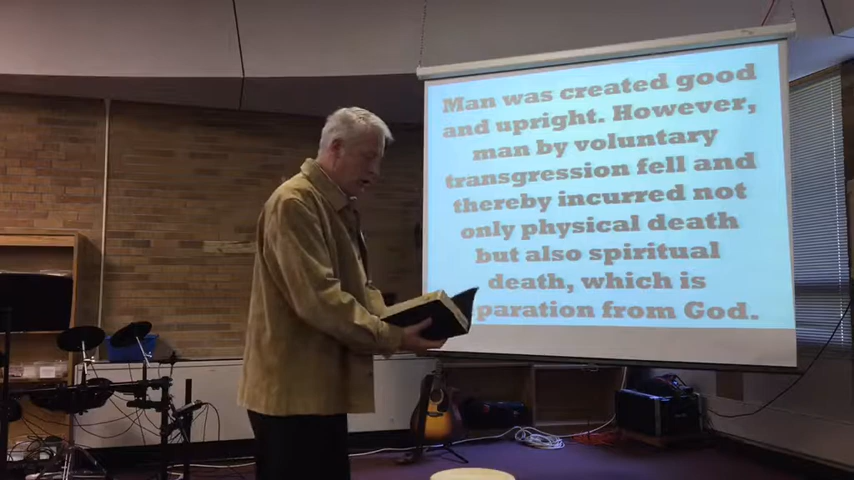 Man was created good
and upright. However,
man by voluntary
transgression fell and
thereby incurred not
only physical death
but also spiritual
death, which is
paration from God.